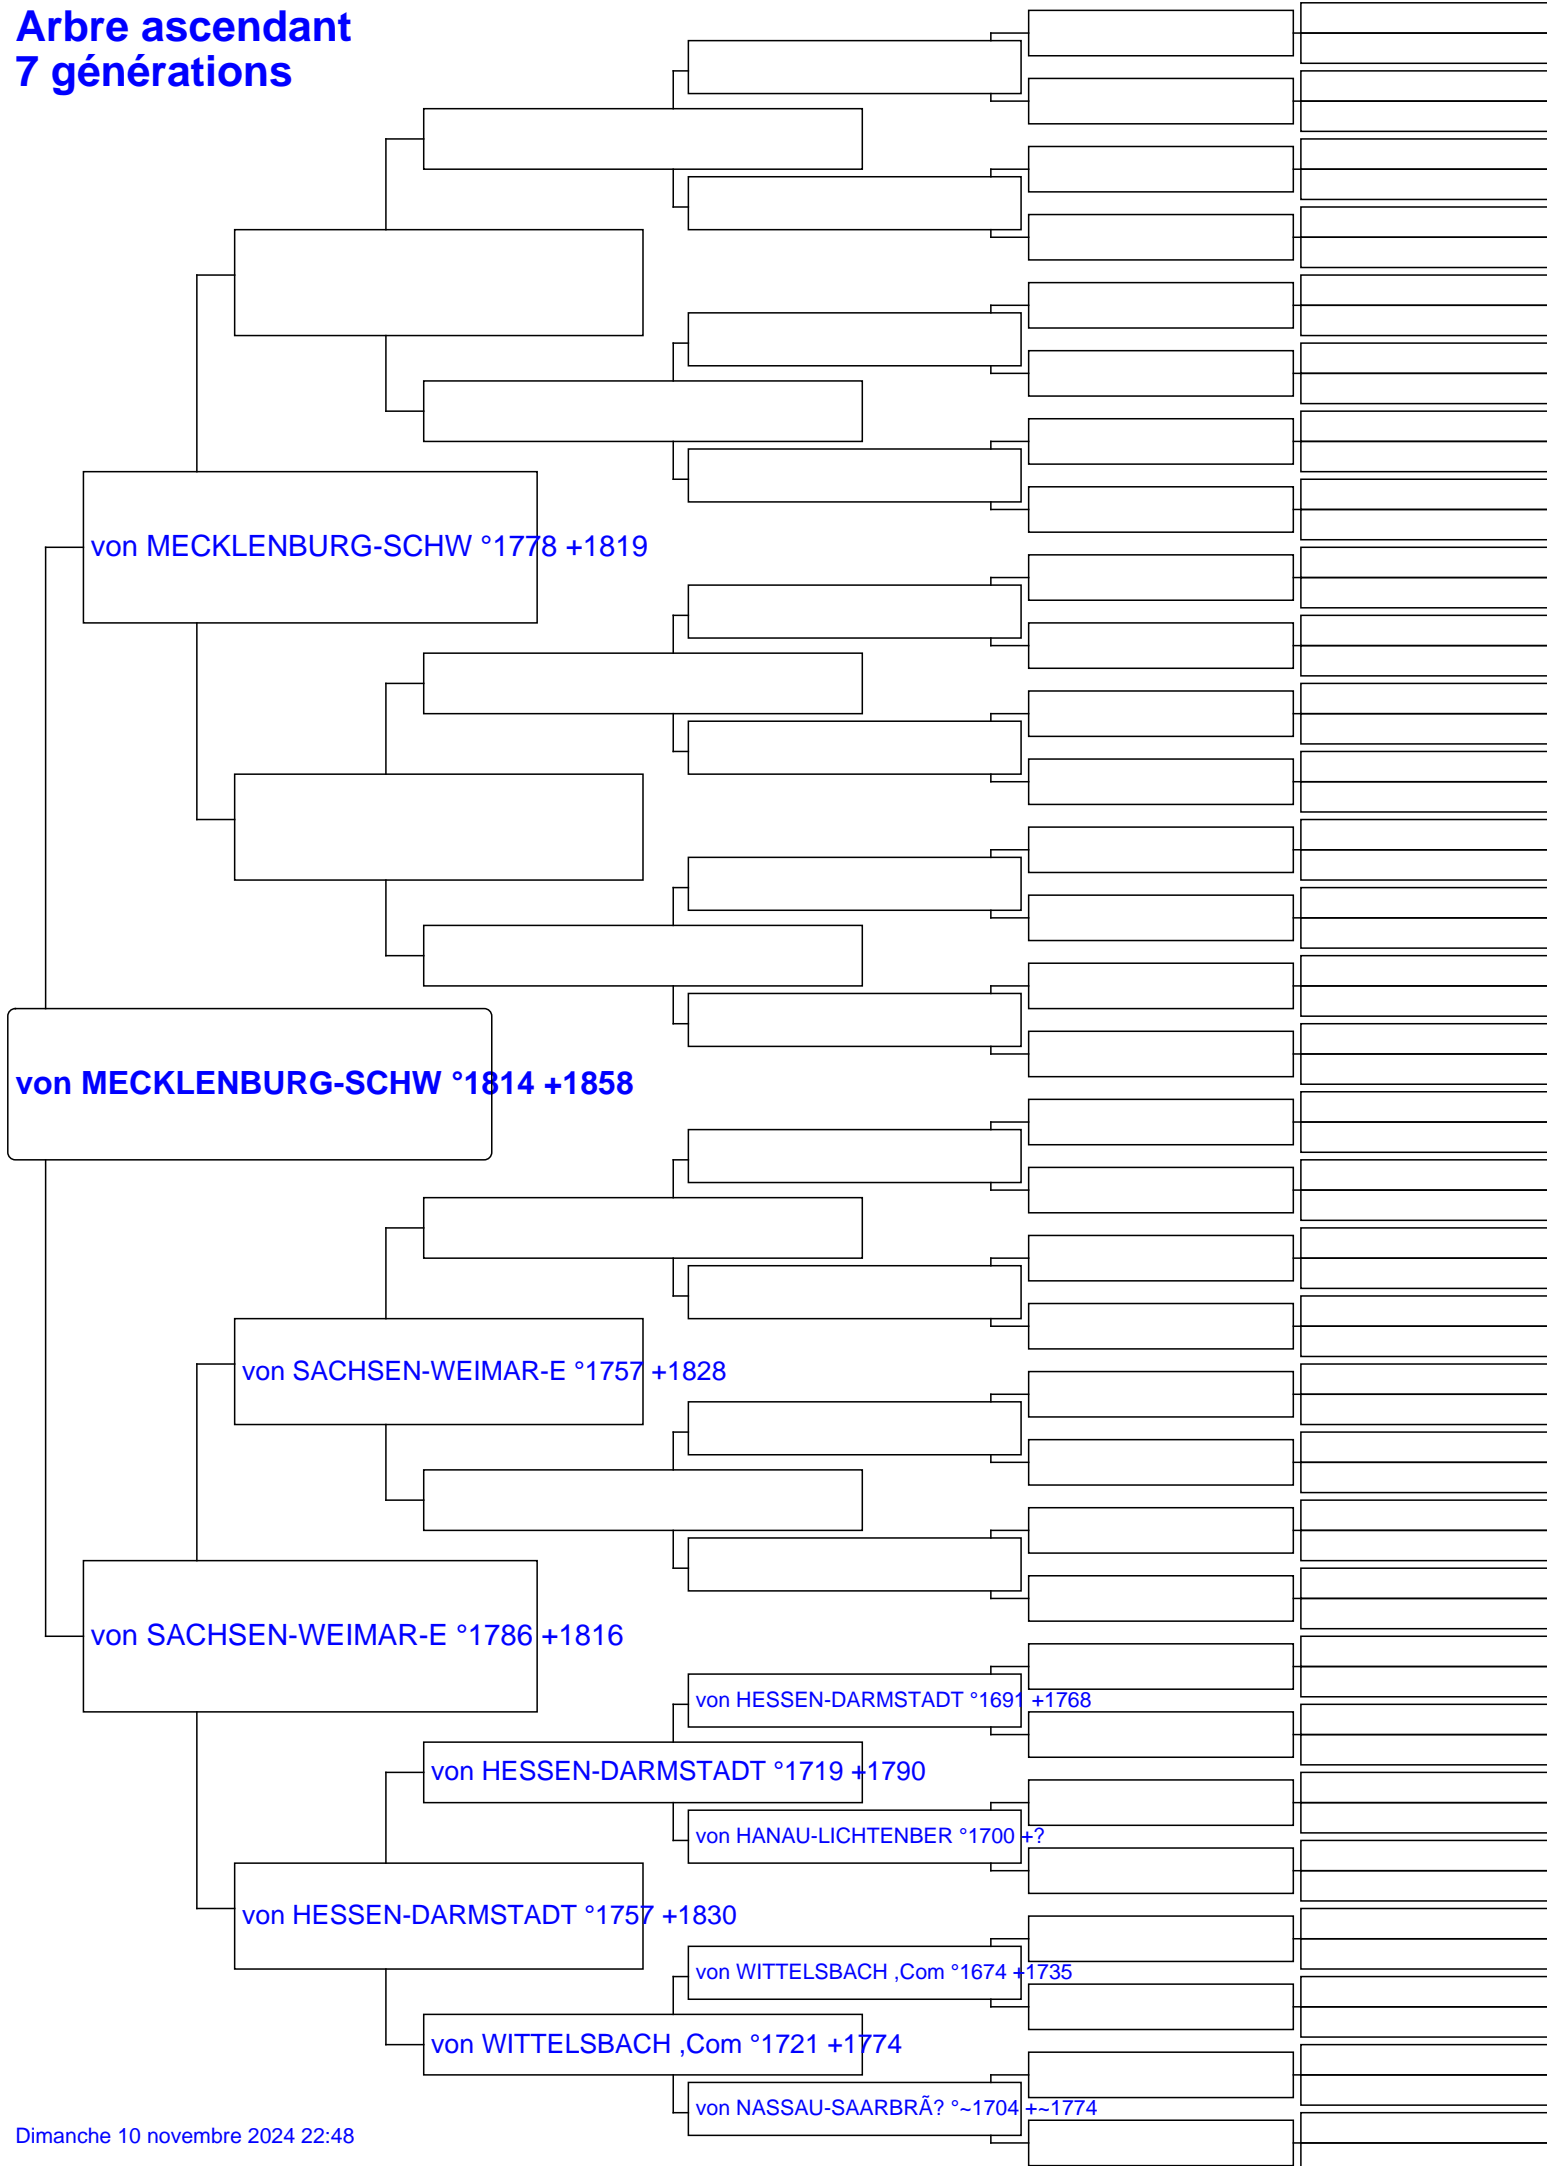 Arbre ascendant
7 générations
von MECKLENBURG-SCHW °1778 +1819
von MECKLENBURG-SCHW °1814 +1858
von SACHSEN-WEIMAR-E °1757 +1828
von SACHSEN-WEIMAR-E °1786 +1816
von HESSEN-DARMSTADT °1691 +1768
von HESSEN-DARMSTADT °1719 +1790
von HANAU-LICHTENBER °1700 +?
von HESSEN-DARMSTADT °1757 +1830
von WITTELSBACH ,Com °1674 +1735
von WITTELSBACH ,Com °1721 +1774
von NASSAU-SAARBRÃ? °~1704 +~1774
Dimanche 10 novembre 2024 22:48